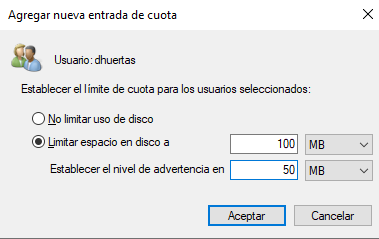 Agregar nueva entrada de cuota
Usuario: dhuertas
Establecer el límite de cuota para los usuarios seleccionados:
No limitar uso de disco
Limitar espacio en disco a 100 MB
Establecer el nivel de advertencia en 50 MB
Aceptar Cancelar